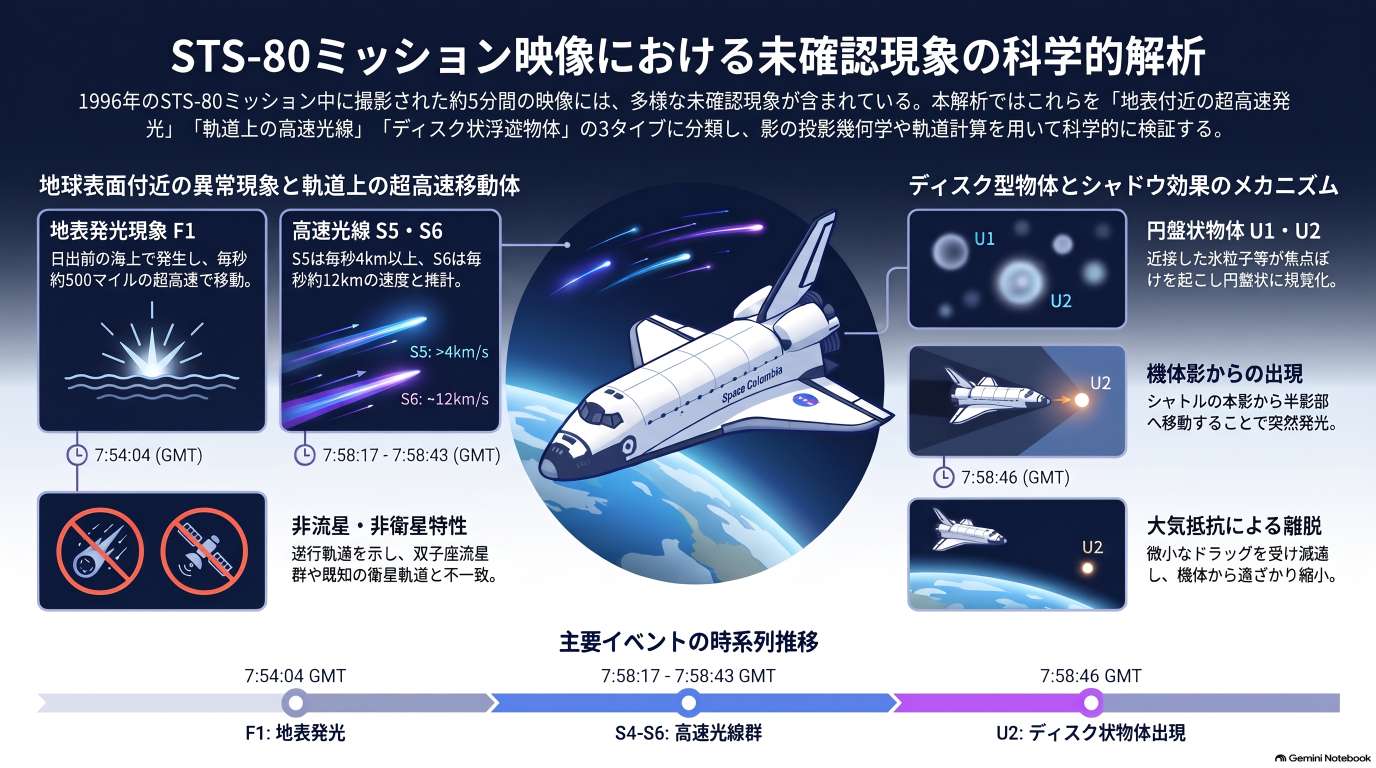 STS-80ミッション映像における未確認現象の科学的解析
1996年のSTS-80ミッション中に撮影された約5分間の映像には、多様な未確認現象が含まれている。本解析ではこれらを「地表付近の超高速発
光」「軌道上の高速光線」「ディスク状浮遊物体」の3タイプに分類し、影の投影幾何学や軌道計算を用いて科学的に検証する。
地球表面付近の異常現象と軌道上の超高速移動体
地表発光現象 F1
日出前の海上で発生し、毎秒
約500マイルの超高速で移動。
7:54:04 (GMT)
高速光線 S5・S6
S5は毎秒4km以上、S6は毎
秒約12kmの速度と推計。
S5: >4km/s
S6: ~12km/s
7:58:17 - 7:58:43 (GMT)
非流星・非衛星特性
逆行軌適を示し、双子座流星
群や既知の衛星軌道と不一致。
Space Colombia
ディスク型物体とシャドウ効果のメカニズム
U1
U2
円盤状物体 U1・U2
近接した氷粒子等が焦点ぼ
けを起こし円盤状に規覚化。
U2
機体影からの出現
シャトルの本影から半影部
へ移動することで突然発光。
7:58:46 (GMT)
U2
大気抵抗による離脱
微小なドラッグを受け減適
し、機体から適ざかり縮小。
主要イベントの時系列推移
7:54:04 GMT
7:58:17 - 7:58:43 GMT
7:58:46 GMT
F1: 地表発光
S4-S6: 高速光線群
U2: ディスク状物体出現
Gemini Notebook